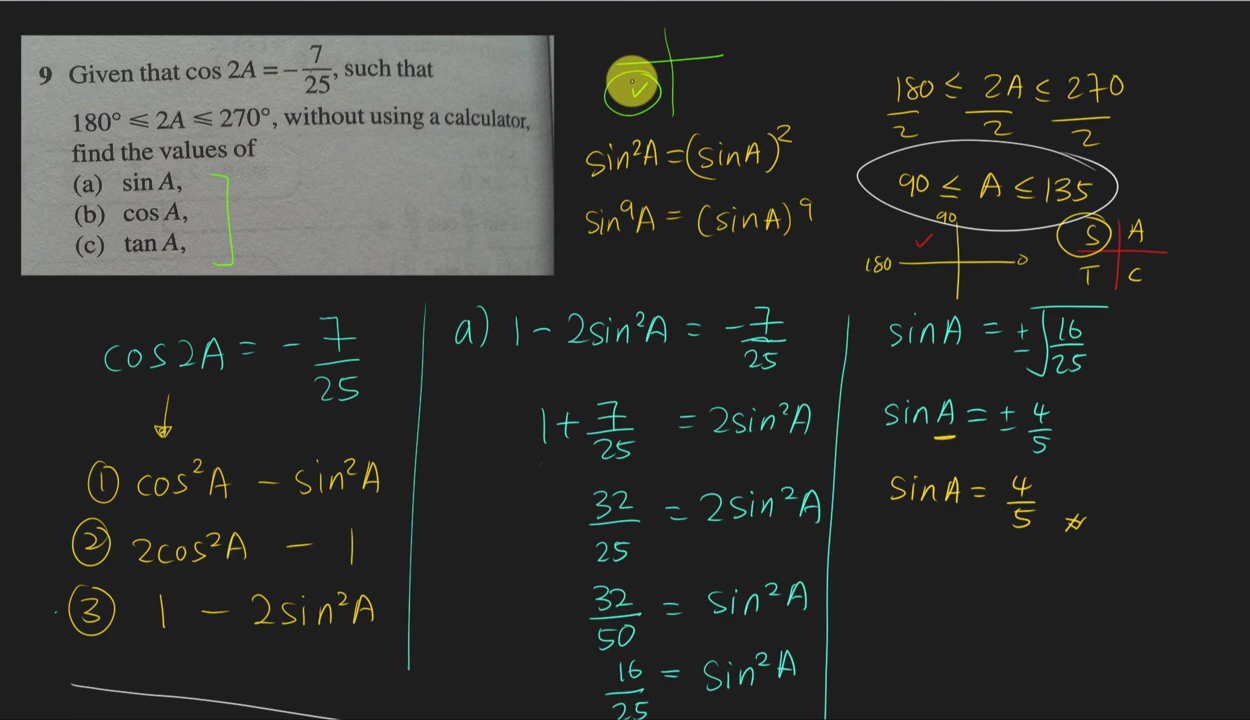 9 Given that cos 2A = −7/25, such that
180° ⩽ 2A ⩽ 270°, without using a calculator,
find the values of
(a) sin A,
(b) cos A,
(c) tan A,
sin²A = (sinA)²
sin⁹A = (sinA)⁹
180 ≤ 2A ≤ 270
2 2 2
90 ≤ A ≤ 135
90
180
0
S A
T C
cos2A = − 7/25
① cos²A − sin²A
② 2cos²A − 1
③ 1 − 2sin²A
a) 1 − 2sin²A = −7/25
1 + 7/25 = 2sin²A
32/25 = 2sin²A
32/50 = sin²A
16/25 = sin²A
sinA = ±√16/25
sinA = ± 4/5
sinA = 4/5